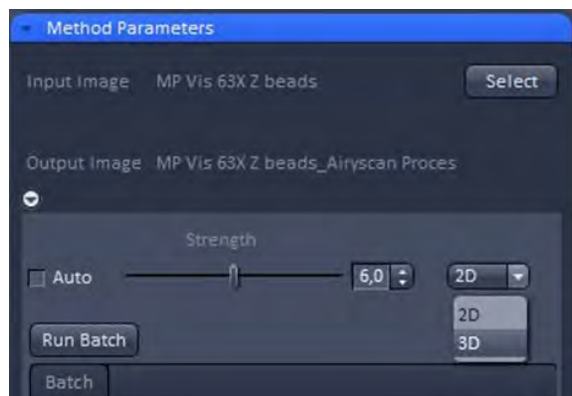 Method Parameters
Input Image MP Vis 63X Z beads Select
Output Image MP Vis 63X Z beads_Airyscan Proces
Strength
Auto 6,0 2D
2D
Run Batch 3D
Batch